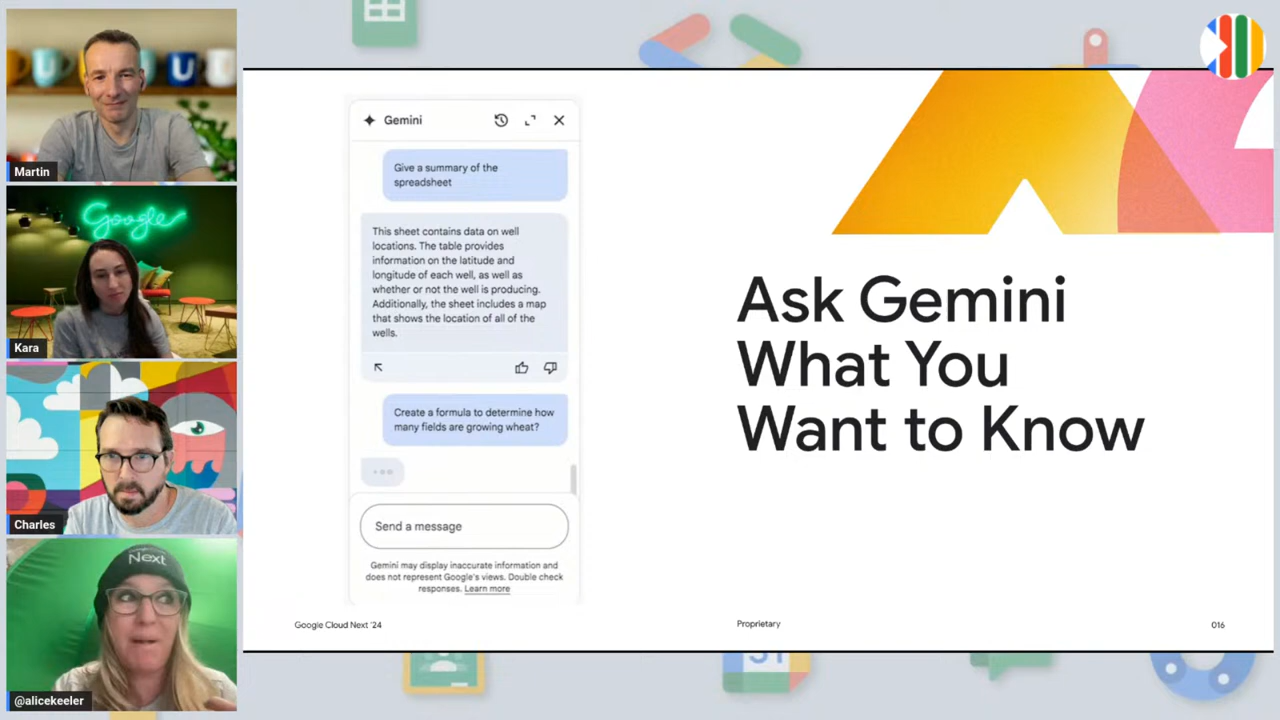 Martin
Google
Kara
Charles
Next
@alicekeeler
Gemini
Give a summary of the
spreadsheet
This sheet contains data on well
locations. The table provides
information on the latitude and
longitude of each well, as well as
whether or not the well is producing.
Additionally, the sheet includes a map
that shows the location of all of the
wells.
Create a formula to determine how
many fields are growing wheat?
Send a message
Gemini may display inaccurate information and
does not represent Google's views. Double check
responses. Learn more
Ask Gemini
What You
Want to Know
Google Cloud Next '24
Proprietary
016
31